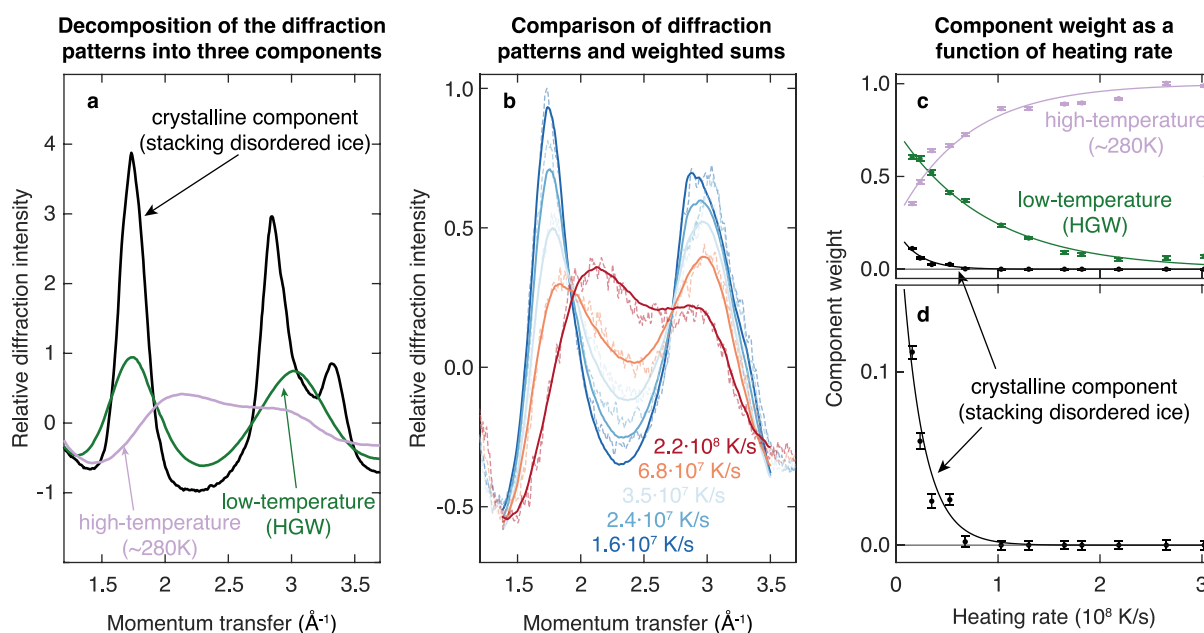 Decomposition of the diffraction
patterns into three components
Comparison of diffraction
patterns and weighted sums
Component weight as a
function of heating rate
a
crystalline component
(stacking disordered ice)
low-temperature
(HGW)
high-temperature
(~280K)
4
3
2
1
0
-1
Relative diffraction intensity
1.5
2
2.5
3
3.5
Momentum transfer (Å⁻¹)
b
1.0
0.5
0.0
-0.5
Relative diffraction intensity
2.2·10⁸ K/s
6.8·10⁷ K/s
3.5·10⁷ K/s
2.4·10⁷ K/s
1.6·10⁷ K/s
1.5
2
2.5
3
3.5
Momentum transfer (Å⁻¹)
c
1.0
0.5
0.0
high-temperature
(~280K)
low-temperature
(HGW)
Component weight
d
0.1
0.0
crystalline component
(stacking disordered ice)
0
1
2
3
Heating rate (10⁸ K/s)